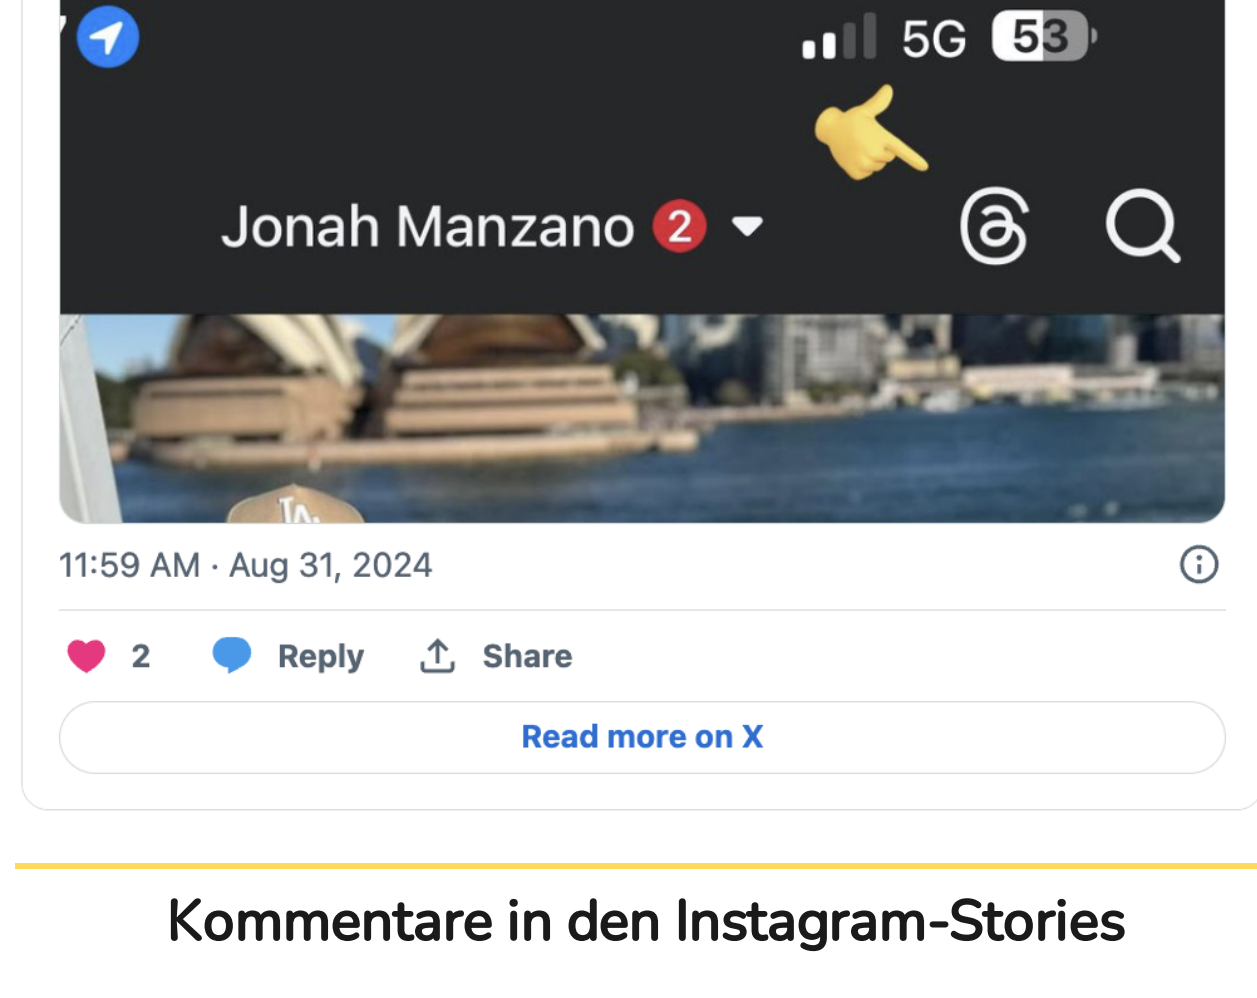 5G 53
Jonah Manzano 2
LA
11:59 AM · Aug 31, 2024
2 Reply Share
Read more on X
Kommentare in den Instagram-Stories